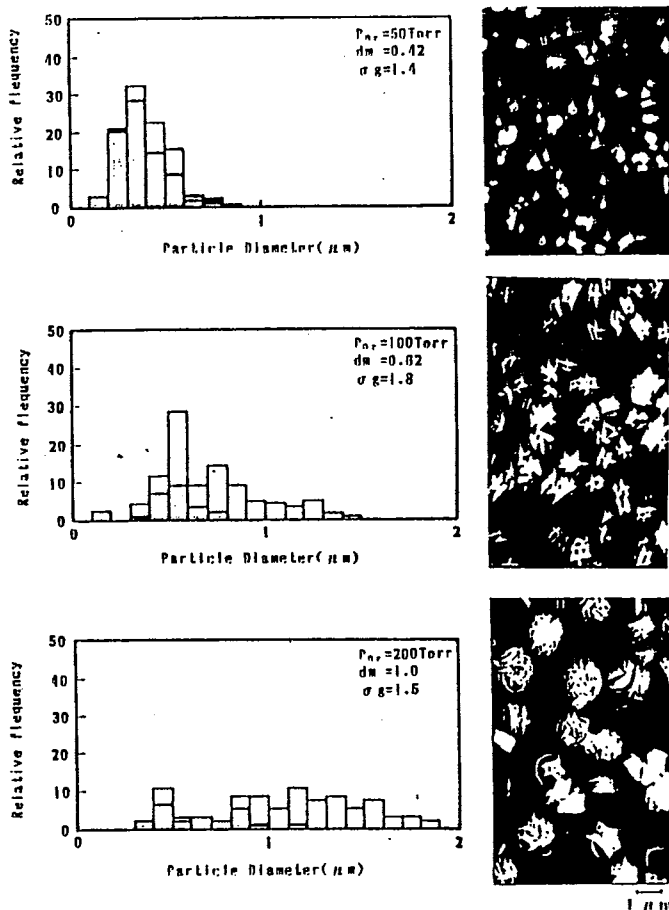 50
40
30
20
10
0
Relative flequency
PAr=50Torr
dm =0.42
σg=1.4
0
1
2
Particle Diameter(μm)
50
40
30
20
10
0
Relative flequency
PAr=100Torr
dm =0.62
σg=1.8
0
1
2
Particle Diameter(μm)
50
40
30
20
10
0
Relative flequency
PAr=200Torr
dm =1.0
σg=1.5
0
1
2
Particle Diameter(μm)
1 μm